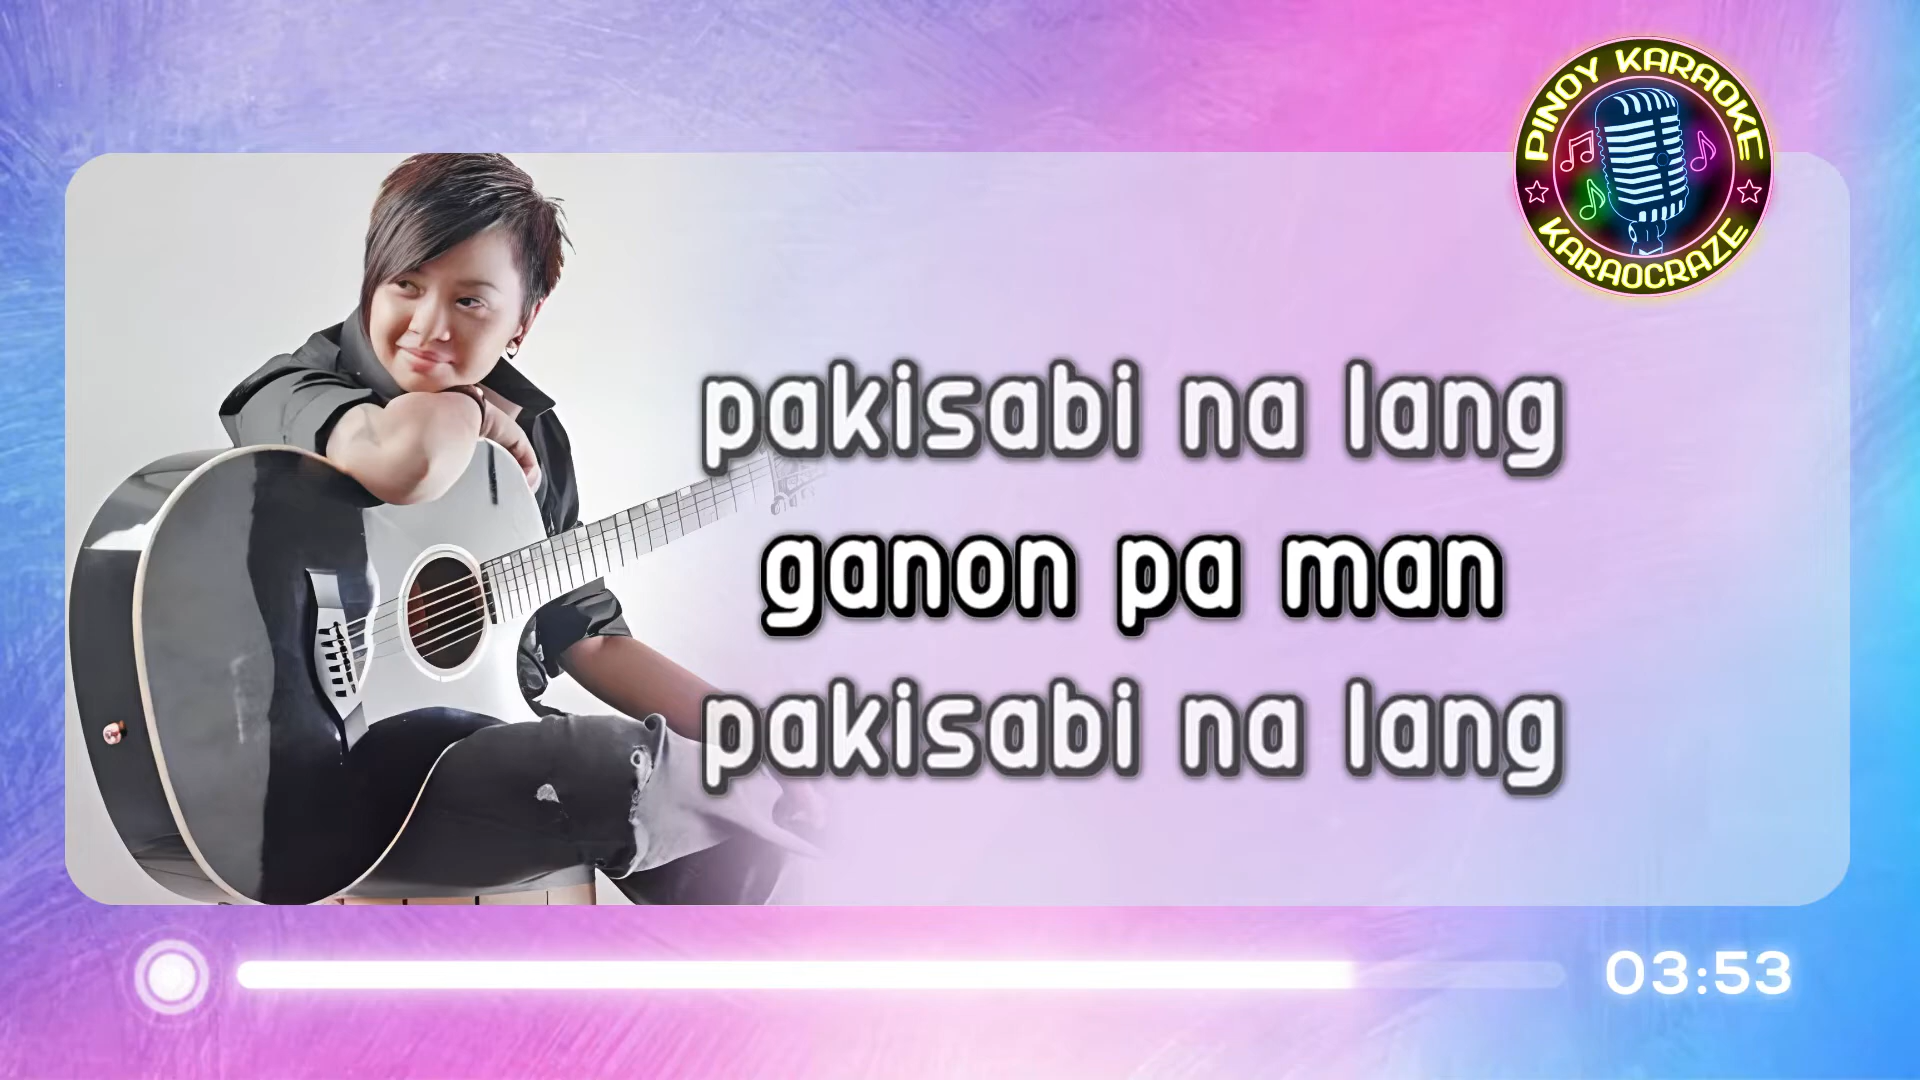 PINOY KARAOKE
KARAOCRAZE
pakisabi na lang
ganon pa man
pakisabi na lang
03:53